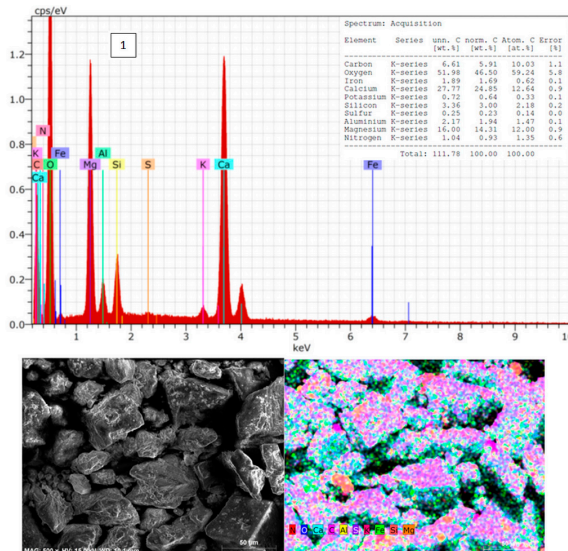 cps/eV
1
Spectrum: Acquisition
Element Series unn. C norm. C Atom. C Error
[wt.%] [wt.%] [at.%] [%]
Carbon K-series 6.61 5.91 10.03 1.1
Oxygen K-series 51.98 46.50 59.24 5.8
Iron K-series 1.89 1.69 0.62 0.1
Calcium K-series 27.77 24.85 12.64 0.9
Potassium K-series 0.72 0.64 0.33 0.1
Silicon K-series 3.36 3.00 2.18 0.2
Sulfur K-series 0.25 0.23 0.14 0.0
Aluminium K-series 2.17 1.94 1.47 0.1
Magnesium K-series 16.00 14.31 12.00 0.9
Nitrogen K-series 1.04 0.93 1.35 0.6
Total: 111.78 100.00 100.00
1.2
1.0
0.8
N
K Fe Al
C O Mg Si S K Ca Fe
Ca
0.6
0.4
0.2
0.0
1 2 3 4 5 6 7 8 9 10
keV
50 µm
O Ca C Al S K Fe Si Mg